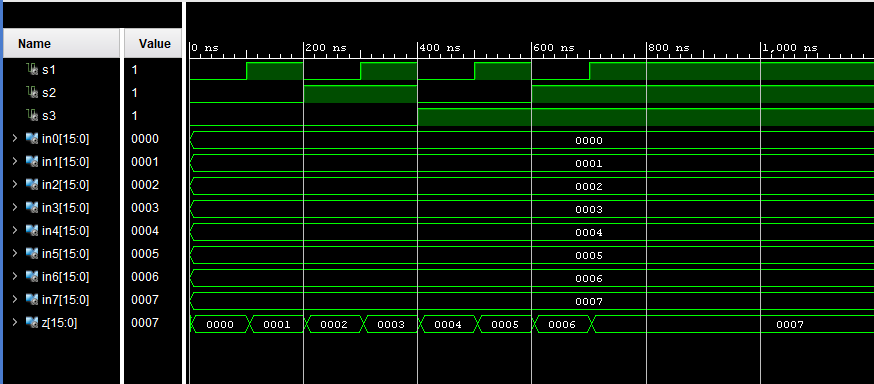 Name Value 0 ns 200 ns 400 ns 600 ns 800 ns 1,000 ns
s1 1
s2 1
s3 1
in0[15:0] 0000 0000
in1[15:0] 0001 0001
in2[15:0] 0002 0002
in3[15:0] 0003 0003
in4[15:0] 0004 0004
in5[15:0] 0005 0005
in6[15:0] 0006 0006
in7[15:0] 0007 0007
z[15:0] 0007 0000 0001 0002 0003 0004 0005 0006 0007